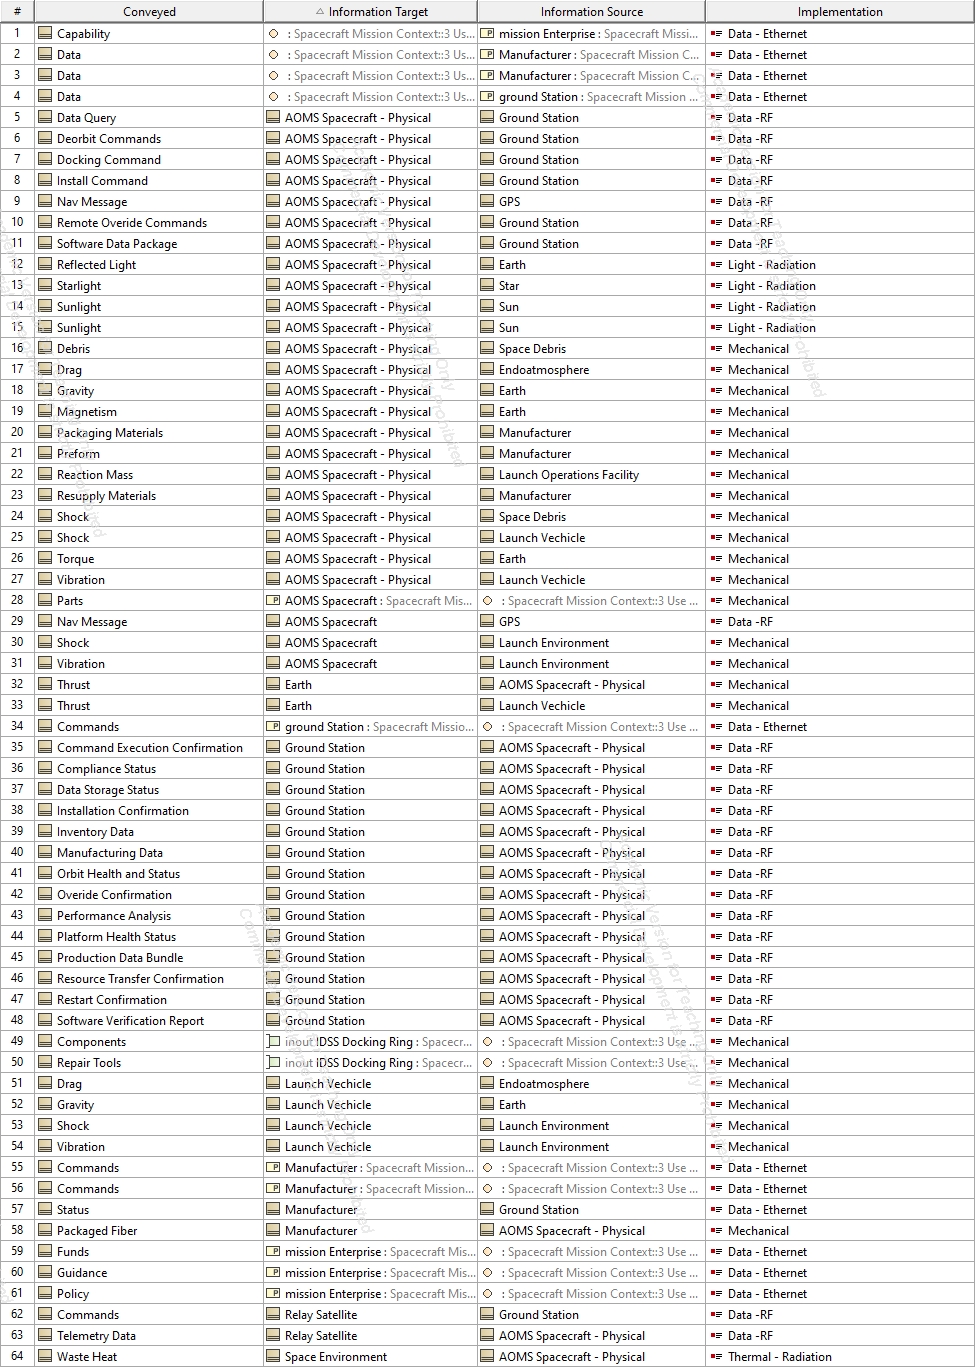 # Conveyed Information Target Information Source Implementation
1 Capability : Spacecraft Mission Context::3 Us... mission Enterprise : Spacecraft Missi... Data - Ethernet
2 Data : Spacecraft Mission Context::3 Us... Manufacturer : Spacecraft Mission C... Data - Ethernet
3 Data : Spacecraft Mission Context::3 Us... Manufacturer : Spacecraft Mission C... Data - Ethernet
4 Data : Spacecraft Mission Context::3 Us... ground Station : Spacecraft Mission ... Data - Ethernet
5 Data Query AOMS Spacecraft - Physical Ground Station Data -RF
6 Deorbit Commands AOMS Spacecraft - Physical Ground Station Data -RF
7 Docking Command AOMS Spacecraft - Physical Ground Station Data -RF
8 Install Command AOMS Spacecraft - Physical Ground Station Data -RF
9 Nav Message AOMS Spacecraft - Physical GPS Data -RF
10 Remote Overide Commands AOMS Spacecraft - Physical Ground Station Data -RF
11 Software Data Package AOMS Spacecraft - Physical Ground Station Data -RF
12 Reflected Light AOMS Spacecraft - Physical Earth Light - Radiation
13 Starlight AOMS Spacecraft - Physical Star Light - Radiation
14 Sunlight AOMS Spacecraft - Physical Sun Light - Radiation
15 Sunlight AOMS Spacecraft - Physical Sun Light - Radiation
16 Debris AOMS Spacecraft - Physical Space Debris Mechanical
17 Drag AOMS Spacecraft - Physical Endoatmosphere Mechanical
18 Gravity AOMS Spacecraft - Physical Earth Mechanical
19 Magnetism AOMS Spacecraft - Physical Earth Mechanical
20 Packaging Materials AOMS Spacecraft - Physical Manufacturer Mechanical
21 Preform AOMS Spacecraft - Physical Manufacturer Mechanical
22 Reaction Mass AOMS Spacecraft - Physical Launch Operations Facility Mechanical
23 Resupply Materials AOMS Spacecraft - Physical Manufacturer Mechanical
24 Shock AOMS Spacecraft - Physical Space Debris Mechanical
25 Shock AOMS Spacecraft - Physical Launch Vechicle Mechanical
26 Torque AOMS Spacecraft - Physical Earth Mechanical
27 Vibration AOMS Spacecraft - Physical Launch Vechicle Mechanical
28 Parts AOMS Spacecraft : Spacecraft Mis... : Spacecraft Mission Context::3 Use ... Mechanical
29 Nav Message AOMS Spacecraft GPS Data -RF
30 Shock AOMS Spacecraft Launch Environment Mechanical
31 Vibration AOMS Spacecraft Launch Environment Mechanical
32 Thrust Earth AOMS Spacecraft - Physical Mechanical
33 Thrust Earth Launch Vechicle Mechanical
34 Commands ground Station : Spacecraft Missio... : Spacecraft Mission Context::3 Use ... Data - Ethernet
35 Command Execution Confirmation Ground Station AOMS Spacecraft - Physical Data -RF
36 Compliance Status Ground Station AOMS Spacecraft - Physical Data -RF
37 Data Storage Status Ground Station AOMS Spacecraft - Physical Data -RF
38 Installation Confirmation Ground Station AOMS Spacecraft - Physical Data -RF
39 Inventory Data Ground Station AOMS Spacecraft - Physical Data -RF
40 Manufacturing Data Ground Station AOMS Spacecraft - Physical Data -RF
41 Orbit Health and Status Ground Station AOMS Spacecraft - Physical Data -RF
42 Overide Confirmation Ground Station AOMS Spacecraft - Physical Data -RF
43 Performance Analysis Ground Station AOMS Spacecraft - Physical Data -RF
44 Platform Health Status Ground Station AOMS Spacecraft - Physical Data -RF
45 Production Data Bundle Ground Station AOMS Spacecraft - Physical Data -RF
46 Resource Transfer Confirmation Ground Station AOMS Spacecraft - Physical Data -RF
47 Restart Confirmation Ground Station AOMS Spacecraft - Physical Data -RF
48 Software Verification Report Ground Station AOMS Spacecraft - Physical Data -RF
49 Components inout IDSS Docking Ring : Spacecr... : Spacecraft Mission Context::3 Use ... Mechanical
50 Repair Tools inout IDSS Docking Ring : Spacecr... : Spacecraft Mission Context::3 Use ... Mechanical
51 Drag Launch Vechicle Endoatmosphere Mechanical
52 Gravity Launch Vechicle Earth Mechanical
53 Shock Launch Vechicle Launch Environment Mechanical
54 Vibration Launch Vechicle Launch Environment Mechanical
55 Commands Manufacturer : Spacecraft Mission... : Spacecraft Mission Context::3 Use ... Data - Ethernet
56 Commands Manufacturer : Spacecraft Mission... : Spacecraft Mission Context::3 Use ... Data - Ethernet
57 Status Manufacturer Ground Station Data - Ethernet
58 Packaged Fiber Manufacturer AOMS Spacecraft - Physical Mechanical
59 Funds mission Enterprise : Spacecraft Mis... : Spacecraft Mission Context::3 Use ... Data - Ethernet
60 Guidance mission Enterprise : Spacecraft Mis... : Spacecraft Mission Context::3 Use ... Data - Ethernet
61 Policy mission Enterprise : Spacecraft Mis... : Spacecraft Mission Context::3 Use ... Data - Ethernet
62 Commands Relay Satellite Ground Station Data -RF
63 Telemetry Data Relay Satellite AOMS Spacecraft - Physical Data -RF
64 Waste Heat Space Environment AOMS Spacecraft - Physical Thermal - Radiation